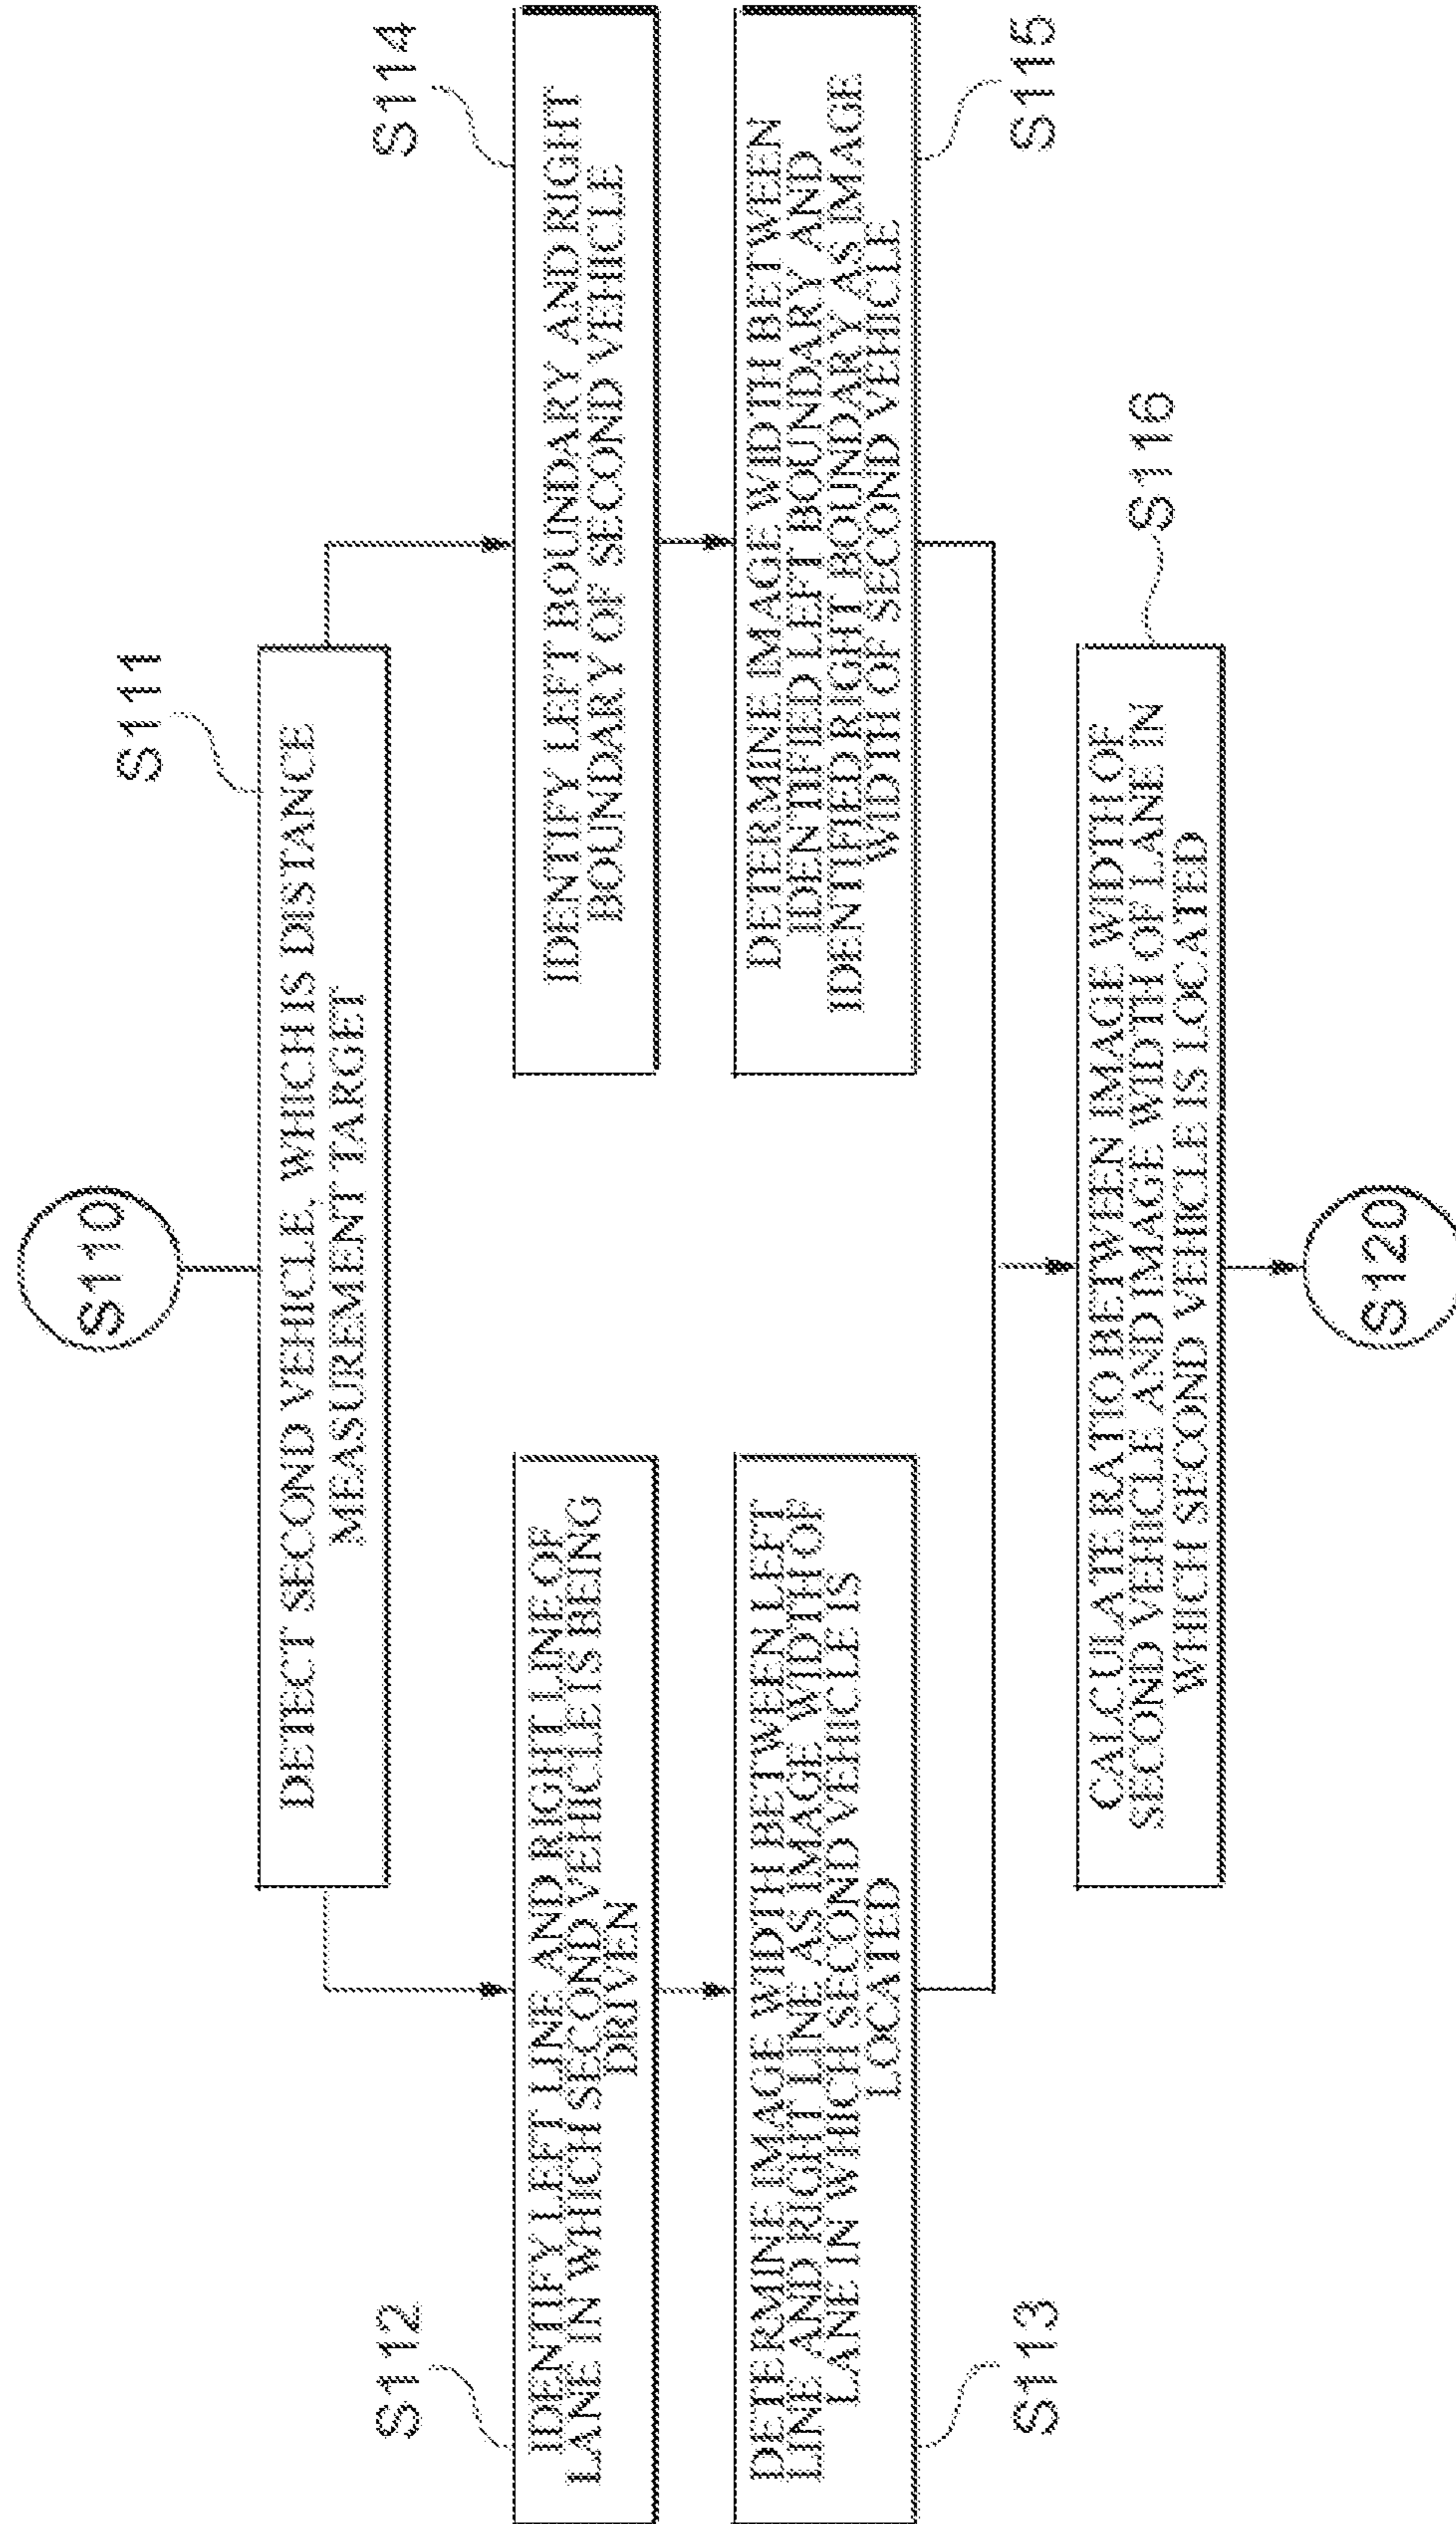 S110
S111
DETECT SECOND VEHICLE, WHICH IS DISTANCE
MEASUREMENT TARGET
S112
IDENTIFY LEFT LINE AND RIGHT LINE OF
LANE IN WHICH SECOND VEHICLE IS BEING
DRIVEN
S114
IDENTIFY LEFT BOUNDARY AND RIGHT
BOUNDARY OF SECOND VEHICLE
DETERMINE IMAGE WIDTH BETWEEN LEFT
LINE AND RIGHT LINE AS IMAGE WIDTH OF
LANE IN WHICH SECOND VEHICLE IS
LOCATED
S113
DETERMINE IMAGE WIDTH BETWEEN
IDENTIFIED LEFT BOUNDARY AND
IDENTIFIED RIGHT BOUNDARY AS IMAGE
WIDTH OF SECOND VEHICLE
S115
S116
CALCULATE RATIO BETWEEN IMAGE WIDTH OF
SECOND VEHICLE AND IMAGE WIDTH OF LANE IN
WHICH SECOND VEHICLE IS LOCATED
S120